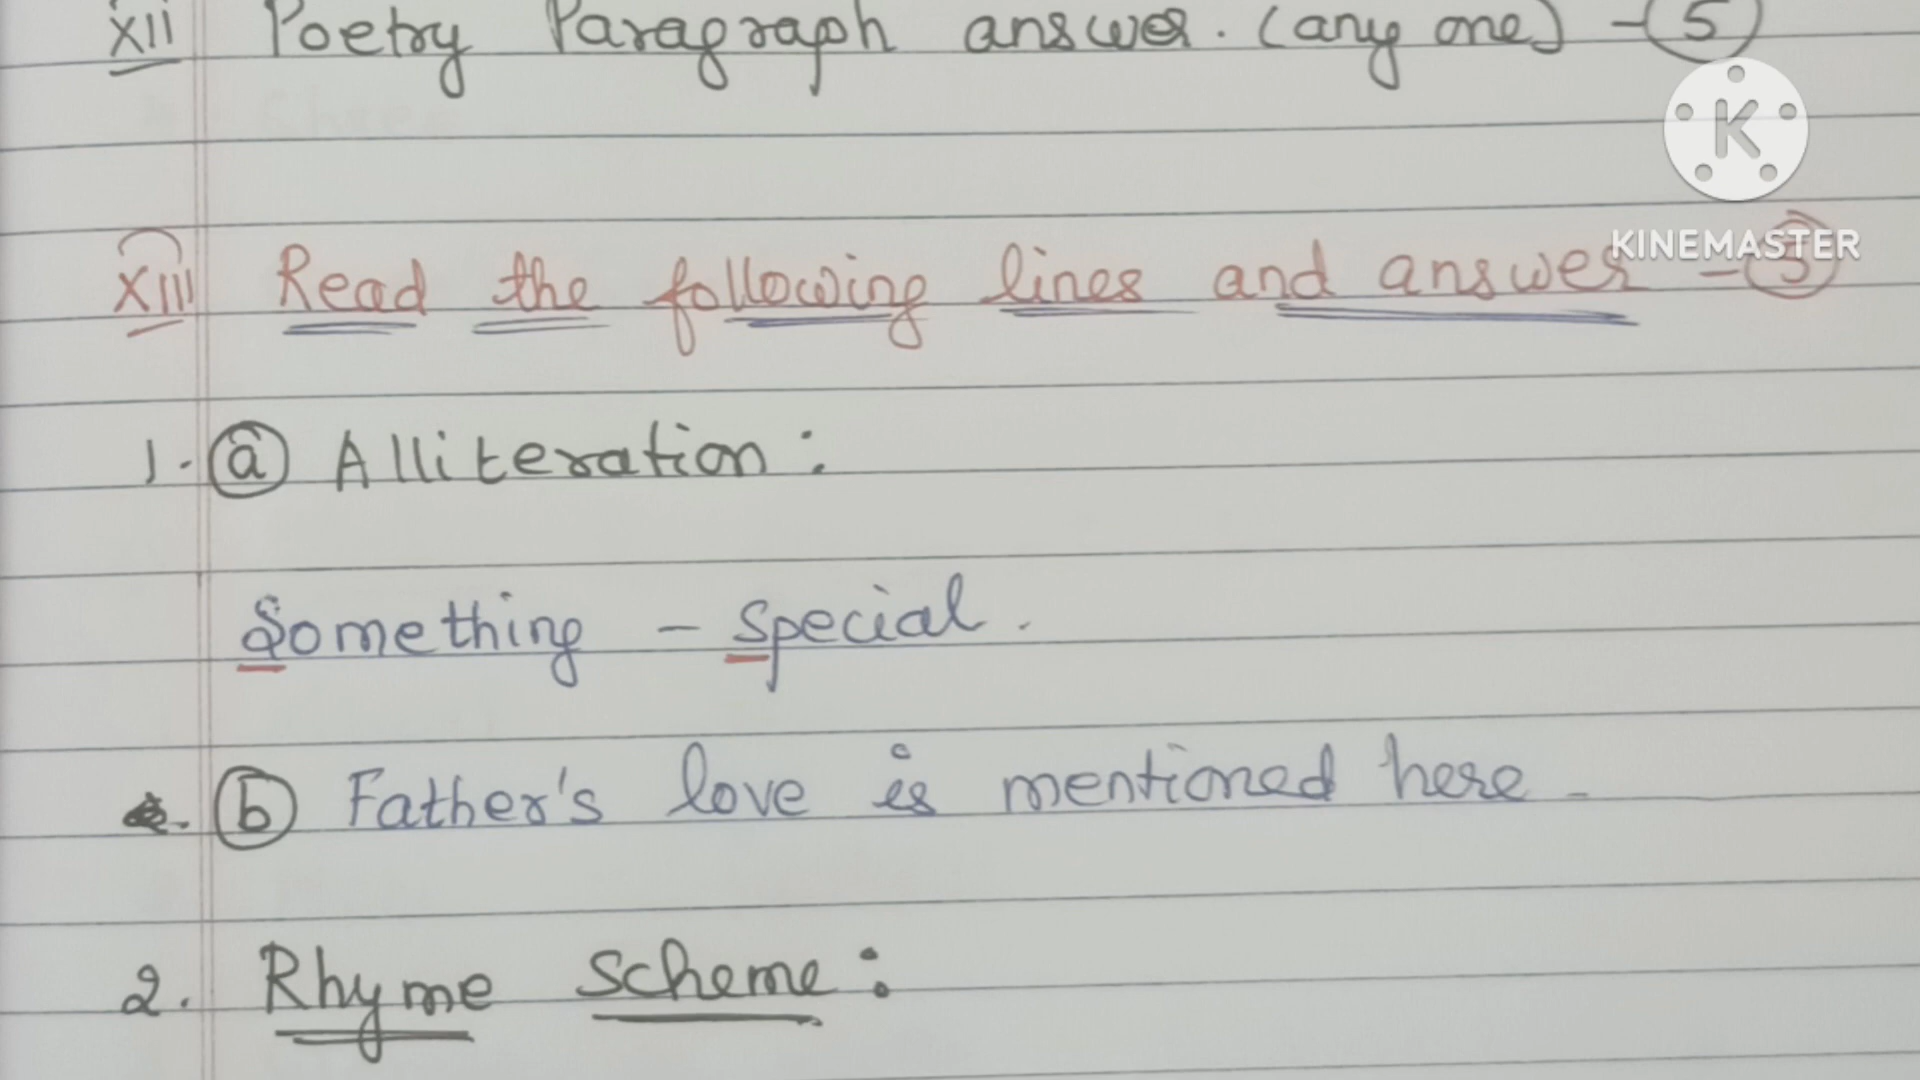 XII Poetry Paragraph answer. (any one) - 5
K
KINEMASTER
XIII Read the following lines and answer - 5
1. a Alliteration :
Something - Special.
b Father's love is mentioned here -
2. Rhyme Scheme :